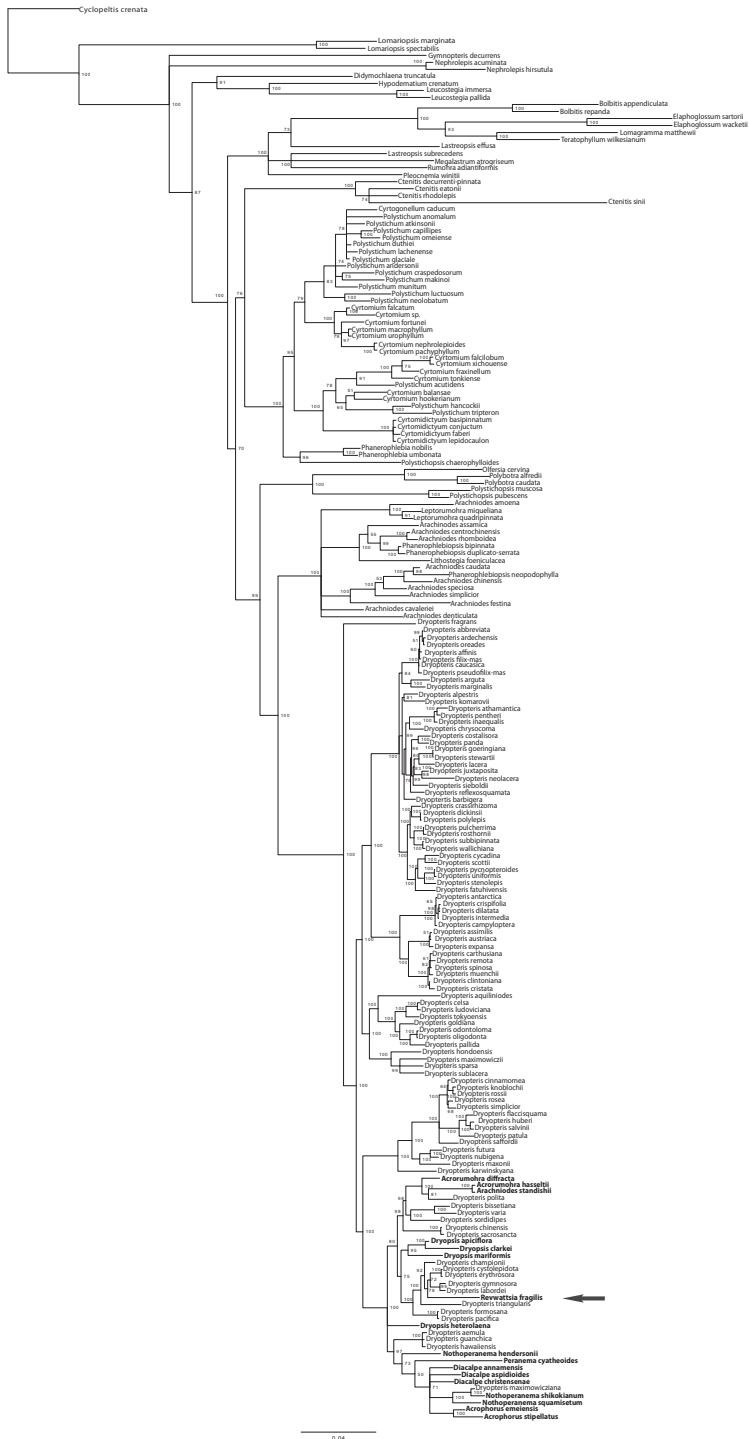 Cyclopeltis crenata
Lomariopsis marginata
Lomariopsis spectabilis
Gymnopteris decurrens
Nephrolepis acuminata
Nephrolepis hirsutula
Didymochlaena truncatula
Hypodematium crenatum
Leucostegia immersa
Leucostegia pallida
Bolbitis appendiculata
Bolbitis repanda
Elaphoglossum sartorii
Elaphoglossum wacketii
Lomagramma matthewii
Teratophyllum wilkesianum
Lastreopsis effusa
Lastreopsis subrecedens
Megalastrum atrogriseum
Rumohra adiantiformis
Pleocnemia winitii
Ctenitis decurrenti-pinnata
Ctenitis eatonii
Ctenitis rhodolepis
Ctenitis sinii
Cyrtogonellum caducum
Polystichum anomalum
Polystichum atkinsonii
Polystichum capillipes
Polystichum omeiense
Polystichum duthiei
Polystichum lachenense
Polystichum glaciale
Polystichum andersonii
Polystichum craspedosorum
Polystichum makinoi
Polystichum munitum
Polystichum luctuosum
Polystichum neolobatum
Cyrtomium falcatum
Cyrtomium sp.
Cyrtomium fortunei
Cyrtomium macrophyllum
Cyrtomium urophyllum
Cyrtomium nephrolepioides
Cyrtomium pachyphyllum
Cyrtomium falcilobum
Cyrtomium xichouense
Cyrtomium fraxinellum
Cyrtomium tonkiense
Polystichum acutidens
Cyrtomium balansae
Cyrtomium hookerianum
Polystichum hancockii
Polystichum tripteron
Cyrtomidictyum basipinnatum
Cyrtomidictyum conjuctum
Cyrtomidictyum faberi
Cyrtomidictyum lepidocaulon
Phanerophlebia nobilis
Phanerophlebia umbonata
Polystichopsis chaerophylloides
Olfersia cervina
Polybotra alfredii
Polybotra caudata
Polystichopsis muscosa
Polystichopsis pubescens
Arachniodes amoena
Leptorumohra miqueliana
Leptorumohra quadripinnata
Arachinodes assamica
Arachniodes centrochinensis
Arachniodes rhomboidea
Phanerophlebiopsis bipinnata
Phanerophebiopsis duplicato-serrata
Lithostegia foeniculacea
Arachniodes caudata
Phanerophlebiopsis neopodophylla
Arachniodes chinensis
Arachniodes speciosa
Arachniodes simplicior
Arachniodes festina
Arachniodes cavaleriei
Arachniodes denticulata
Dryopteris fragrans
Dryopteris abbreviata
Dryopteris ardechensis
Dryopteris oreades
Dryopteris affinis
Dryopteris filix-mas
Dryopteris caucasica
Dryopteris pseudofilix-mas
Dryopteris arguta
Dryopteris marginalis
Dryopteris alpestris
Dryopteris komarovii
Dryopteris athamantica
Dryopteris pentheri
Dryopteris inaequalis
Dryopteris chrysocoma
Dryopteris costalisora
Dryopteris panda
Dryopteris goeringiana
Dryopteris stewartii
Dryopteris lacera
Dryopteris juxtaposita
Dryopteris neolacera
Dryopteris sieboldii
Dryopteris reflexosquamata
Dryoptertis barbigera
Dryopteris crassirhizoma
Dryopteris dickinsii
Dryopteris polylepis
Dryopteris pulcherrima
Dryopteris rosthornii
Dryopteris subbipinnata
Dryopteris wallichiana
Dryopteris cycadina
Dryopteris scottii
Dryopteris pycnopteroides
Dryopteris uniformis
Dryopteris stenolepis
Dryopteris fatuhivensis
Dryopteris antarctica
Dryopteris crispifolia
Dryopteris dilatata
Dryopteris intermedia
Dryopteris campyloptera
Dryopteris assimilis
Dryopteris austriaca
Dryopteris expansa
Dryopteris carthusiana
Dryopteris remota
Dryopteris spinosa
Dryopteris muenchii
Dryopteris clintoniana
Dryopteris cristata
Dryopteris aquiliniodes
Dryopteris celsa
Dryopteris ludoviciana
Dryopteris tokyoensis
Dryopteris goldiana
Dryopteris odontoloma
Dryopteris oligodonta
Dryopteris pallida
Dryopteris hondoensis
Dryopteris maximowiczii
Dryopteris sparsa
Dryopteris sublacera
Dryopteris cinnamomea
Dryopteris knoblochii
Dryopteris rossii
Dryopteris rosea
Dryopteris simplicior
Dryopteris flaccisquama
Dryopteris huberi
Dryopteris salvinii
Dryopteris patula
Dryopteris saffordii
Dryopteris futura
Dryopteris nubigena
Dryopteris maxonii
Dryopteris karwinskyana
Acrorumohra diffracta
Acrorumohra hasseltii
Arachniodes standishii
Dryopteris polita
Dryopteris bissetiana
Dryopteris varia
Dryopteris sordidipes
Dryopteris chinensis
Dryopteris sacrosancta
Dryopsis apiciflora
Dryopsis clarkei
Dryopsis mariformis
Dryopteris championii
Dryopteris cystolepidota
Dryopteris erythrosora
Dryopteris gymnosora
Dryopteris labordei
Revwattsia fragilis
Dryopteris triangularis
Dryopteris formosana
Dryopteris pacifica
Dryopsis heterolaena
Dryopteris aemula
Dryopteris guanchica
Dryopteris hawaiiensis
Nothoperanema hendersonii
Peranema cyatheoides
Diacalpe annamensis
Diacalpe aspidioides
Diacalpe christensenae
Dryopteris maximowicziana
Nothoperanema shikokianum
Nothoperanema squamisetum
Acrophorus emeiensis
Acrophorus stipellatus
0.04